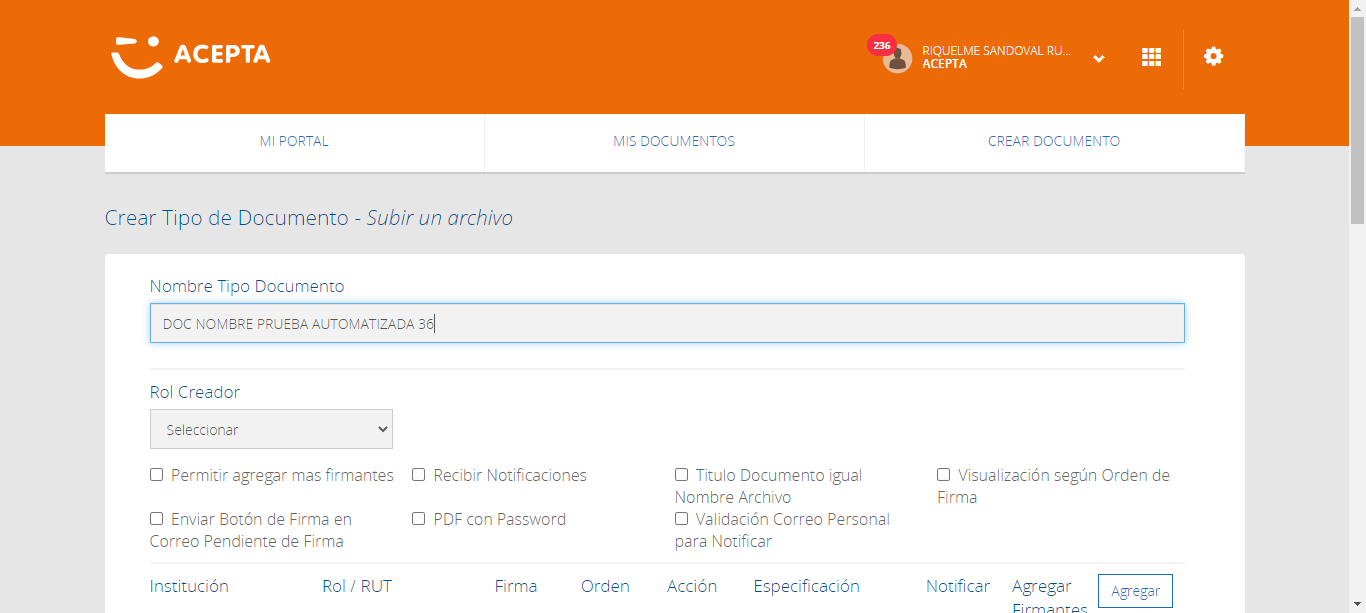 ACEPTA
236
RIQUELME SANDOVAL RU...
ACEPTA
MI PORTAL
MIS DOCUMENTOS
CREAR DOCUMENTO
Crear Tipo de Documento - Subir un archivo
Nombre Tipo Documento
DOC NOMBRE PRUEBA AUTOMATIZADA 36
Rol Creador
Seleccionar
Permitir agregar mas firmantes
Recibir Notificaciones
Titulo Documento igual
Nombre Archivo
Visualización según Orden de
Firma
Enviar Botón de Firma en
Correo Pendiente de Firma
PDF con Password
Validación Correo Personal
para Notificar
Institución
Rol / RUT
Firma
Orden
Acción
Especificación
Notificar
Agregar
Firmantes
Agregar